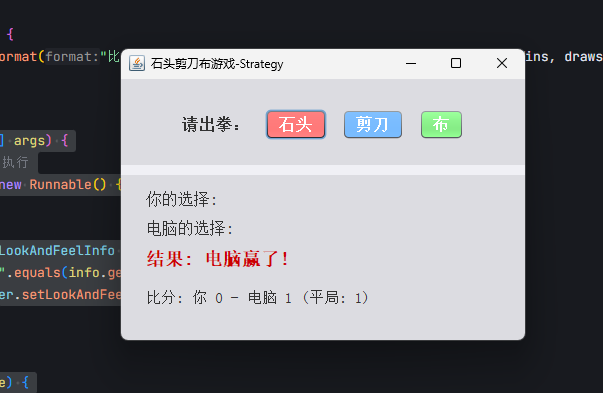 {
ormat(format:"比
ins, draws
石头剪刀布游戏-Strategy
请出拳： 石头 剪刀 布
] args) {
执行
new Runnable() {
你的选择:
电脑的选择:
LookAndFeelInfo
结果: 电脑赢了!
".equals(info.ge
er.setLookAndFee
比分: 你 0 - 电脑 1 (平局: 1)
e) {